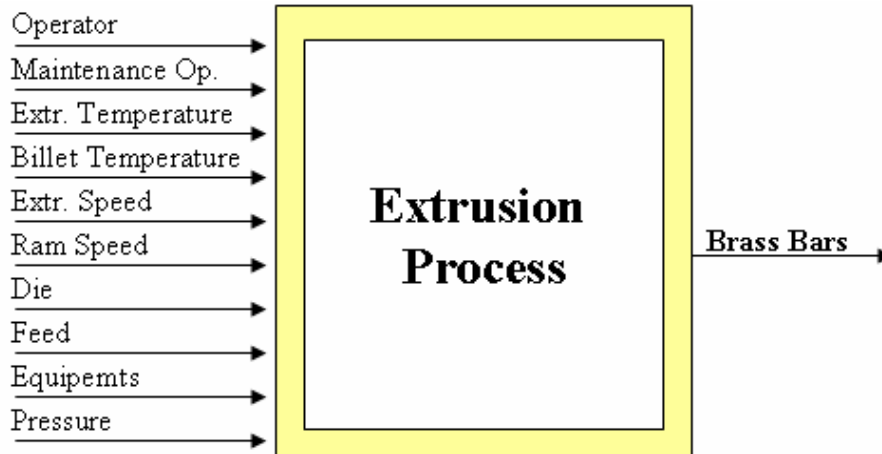 Operator
Maintenance Op.
Extr. Temperature
Billet Temperature
Extr. Speed
Ram Speed
Die
Feed
Equipemts
Pressure
Extrusion
Process
Brass Bars